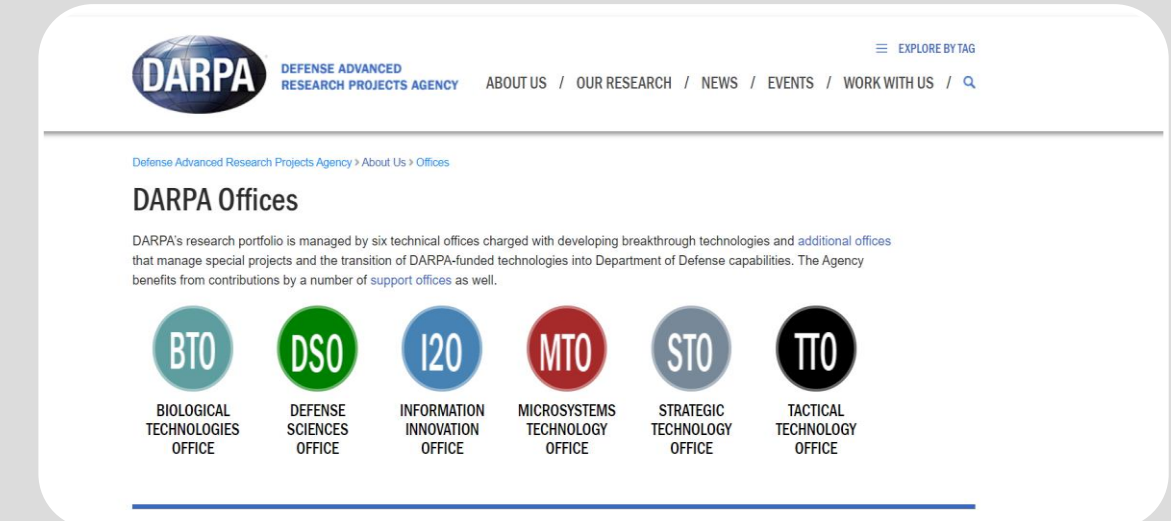 EXPLORE BY TAG
DARPA
DEFENSE ADVANCED
RESEARCH PROJECTS AGENCY
ABOUT US / OUR RESEARCH / NEWS / EVENTS / WORK WITH US /
Defense Advanced Research Projects Agency > About Us > Offices
DARPA Offices
DARPA's research portfolio is managed by six technical offices charged with developing breakthrough technologies and additional offices
that manage special projects and the transition of DARPA-funded technologies into Department of Defense capabilities. The Agency
benefits from contributions by a number of support offices as well.
BTO
BIOLOGICAL
TECHNOLOGIES
OFFICE
DSO
DEFENSE
SCIENCES
OFFICE
I2O
INFORMATION
INNOVATION
OFFICE
MTO
MICROSYSTEMS
TECHNOLOGY
OFFICE
STO
STRATEGIC
TECHNOLOGY
OFFICE
TTO
TACTICAL
TECHNOLOGY
OFFICE